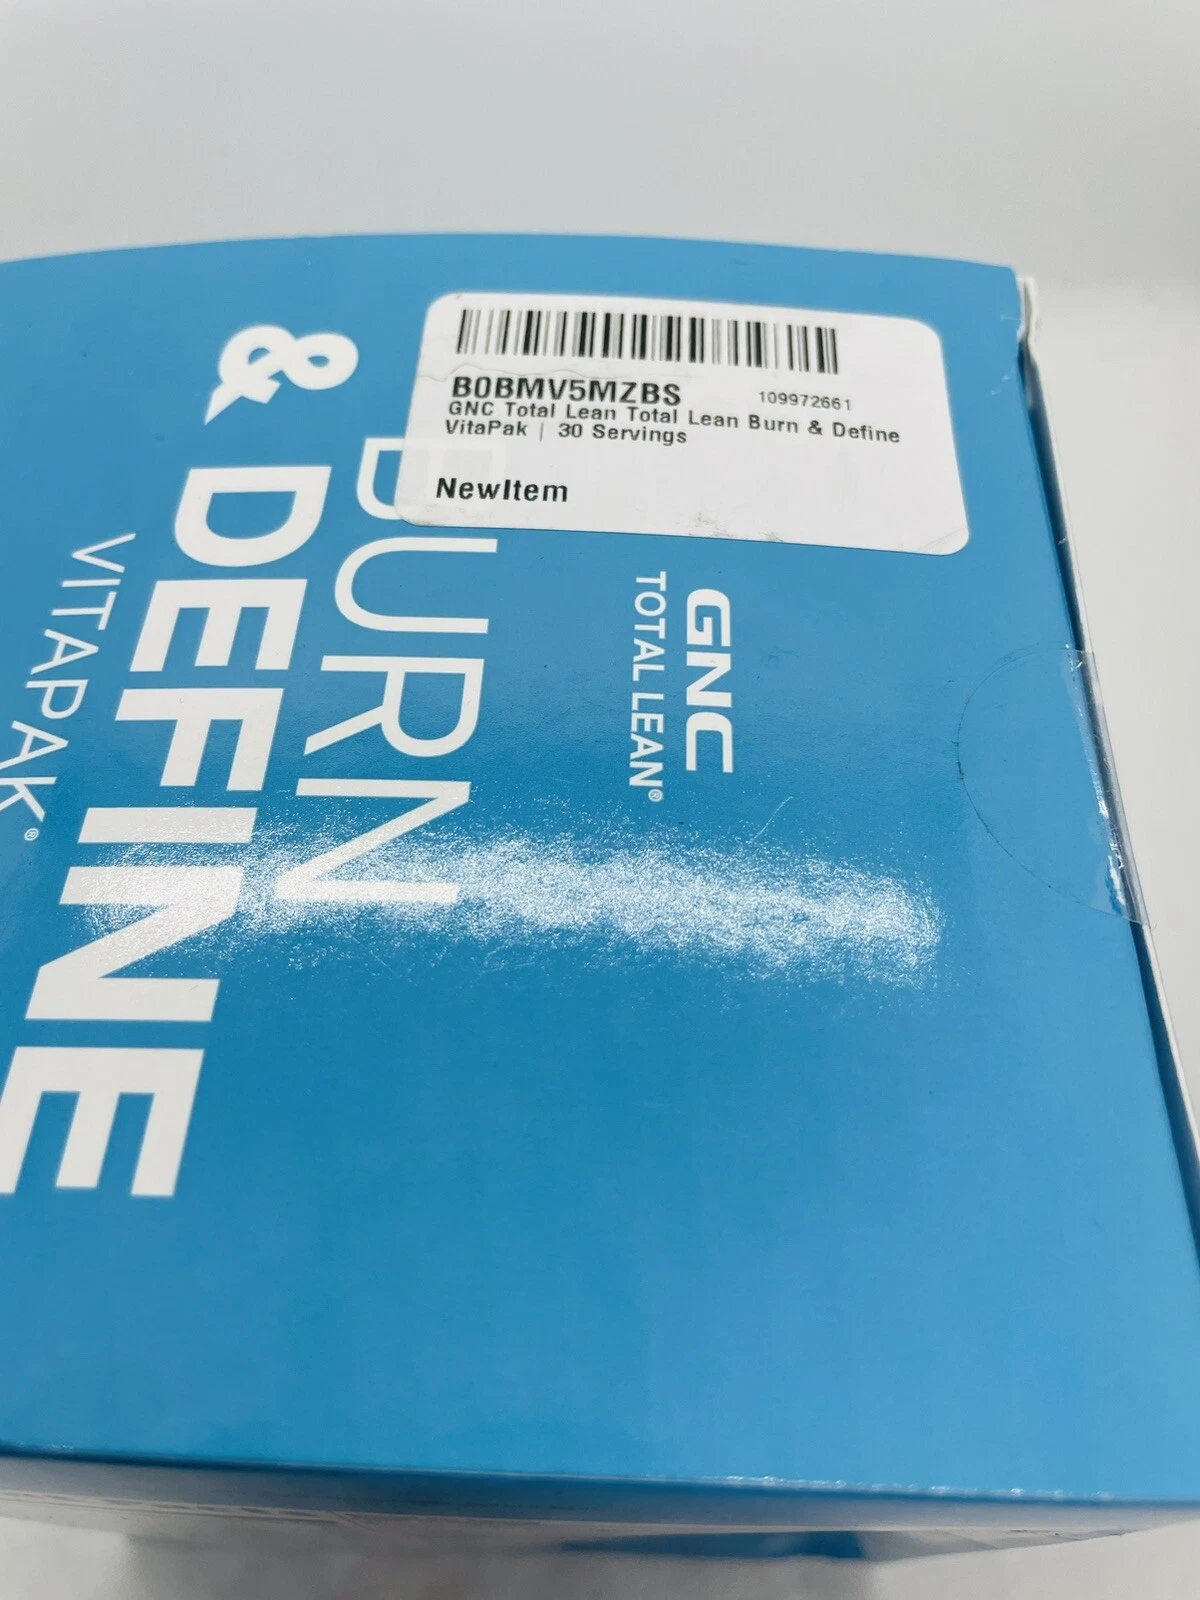 B0BMV5MZBS 109972661
GNC Total Lean Total Lean Burn & Define
VitaPak | 30 Servings
NewItem
GNC
TOTAL LEAN®
BURN
& DEFINE
VITAPAK®